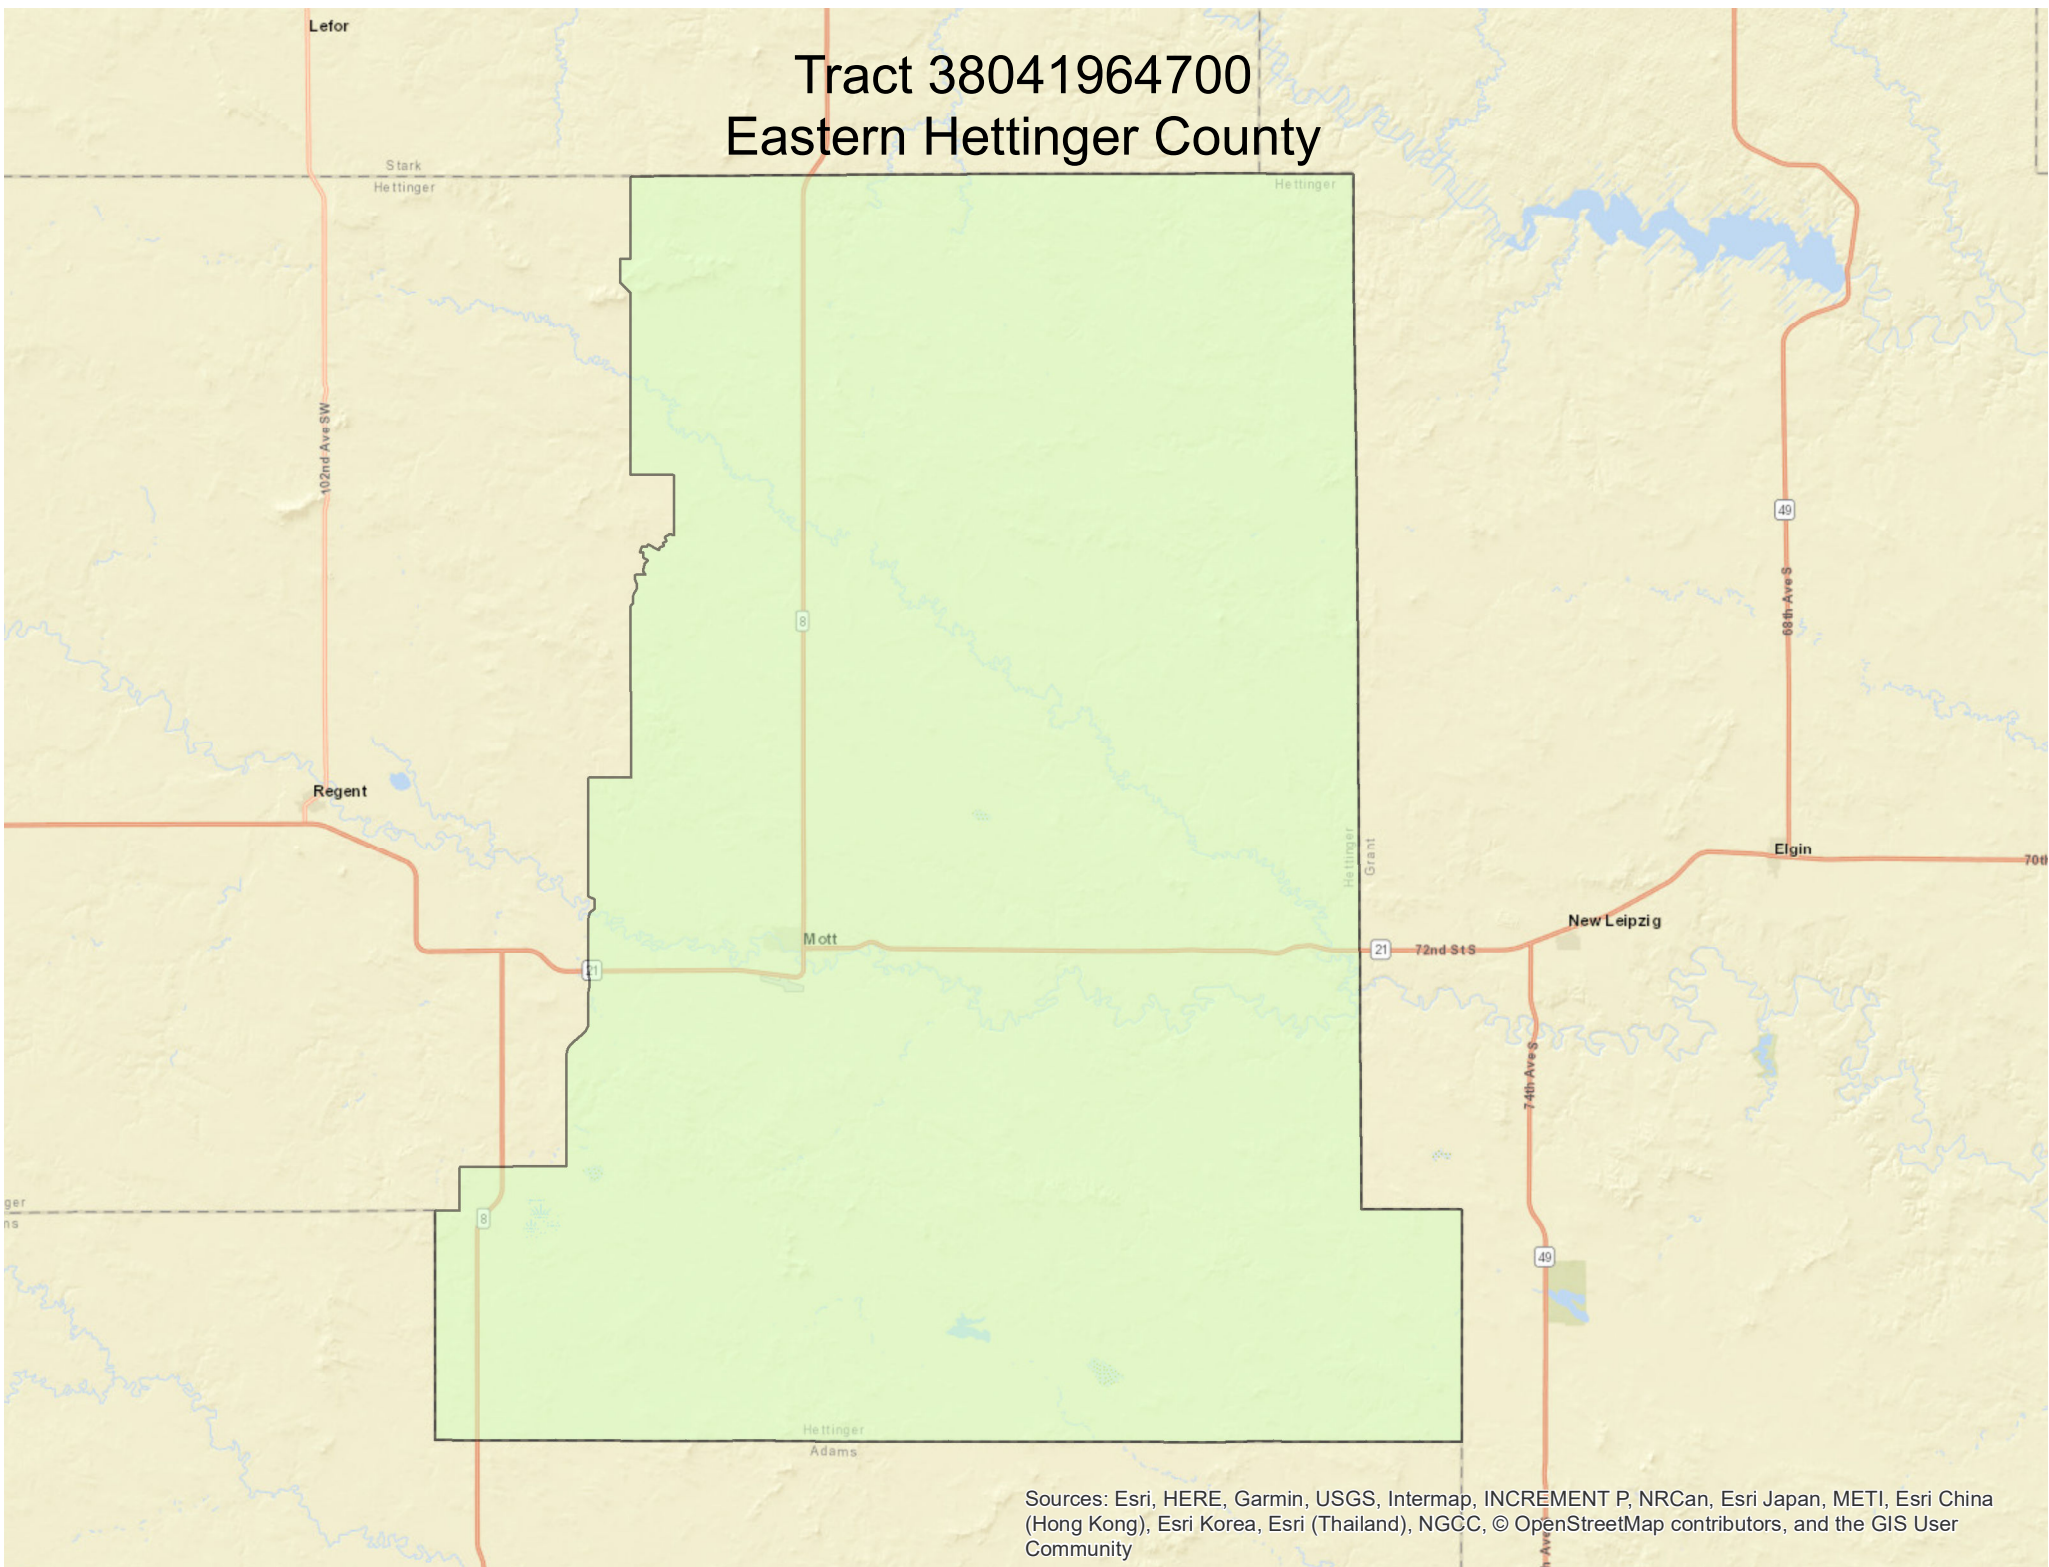 Lefor
Tract 38041964700
Eastern Hettinger County
Stark
Hettinger
Hettinger
102nd Ave SW
49
68th Ave S
8
Regent
Hettinger
Grant
Elgin
70th
New Leipzig
Mott
21
21
72nd St S
74th Ave S
8
49
Hettinger
Adams
Sources: Esri, HERE, Garmin, USGS, Intermap, INCREMENT P, NRCan, Esri Japan, METI, Esri China
(Hong Kong), Esri Korea, Esri (Thailand), NGCC, © OpenStreetMap contributors, and the GIS User
Community